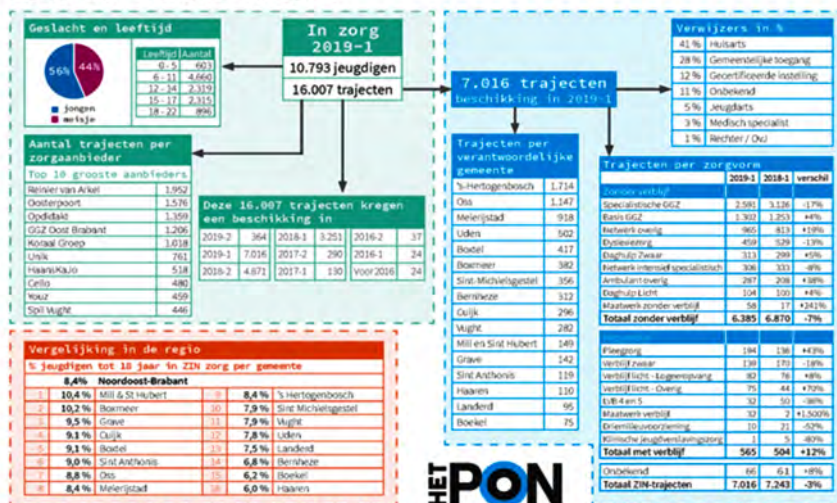 Geslacht en leeftijd
56% 44%
jongen
meisje
Leeftijd Aantal
0 - 5 603
6 - 11 4.660
12 - 14 2.319
15 - 17 2.315
18 - 22 896
In zorg
2019-1
10.793 jeugdigen
16.007 trajecten
Aantal trajecten per
zorgaanbieder
Top 10 grootste aanbieders
Reinier van Arkel 1.952
Oosterpoort 1.576
Opdidakt 1.359
GGZ Oost Brabant 1.206
Koraal Groep 1.018
Unik 761
HaaniKaJo 518
Cello 480
Youz 459
Spil Vught 446
Deze 16.007 trajecten kregen
een beschikking in
2019-2 364 2018-1 3.251 2016-2 37
2019-1 7.016 2017-2 290 2016-1 24
2018-2 4.871 2017-1 130 Voor 2016 24
7.016 trajecten
beschikking in 2019-1
Verwijzers in %
41 % Huisarts
28 % Gemeentelijke toegang
12 % Gecertificeerde instelling
11 % Onbekend
5 % Jeugdarts
3 % Medisch specialist
1 % Rechter / OvJ
Trajecten per
verantwoordelijke
gemeente
's-Hertogenbosch 1.714
Oss 1.147
Meierijstad 918
Uden 502
Boxtel 417
Boxmeer 382
Sint-Michielsgestel 356
Bernheze 312
Cuijk 296
Vught 282
Mill en Sint Hubert 149
Grave 142
Sint Anthonis 119
Haaren 110
Landerd 95
Boekel 75
Trajecten per zorgvorm
2019-1 2018-1 verschil
Zonder verblijf
Specialistische GGZ 2.591 3.126 -17%
Basis GGZ 1.302 1.253 +4%
Netwerk overig 965 813 +19%
Dyslexiezorg 459 529 -13%
Daghulp Zwaar 313 299 +5%
Netwerk intensief specialistisch 306 333 -8%
Ambulant overig 287 208 +38%
Daghulp Licht 104 100 +4%
Maatwerk zonder verblijf 58 17 +241%
Totaal zonder verblijf 6.385 6.870 -7%
Pleegzorg 194 136 +43%
Verblijf zwaar 139 170 -18%
Verblijf licht - Logeeropvang 82 76 +8%
Verblijf licht - Overig 75 44 +70%
LVB 4 en 5 32 50 -36%
Maatwerk verblijf 32 2 +1.500%
Driemilieuvoorziening 10 21 -52%
Klinische jeugdverslavingszorg 1 5 -80%
Totaal met verblijf 565 504 +12%
Onbekend 66 61 +8%
Totaal ZIN-trajecten 7.016 7.243 -3%
Vergelijking in de regio
% jeugdigen tot 18 jaar in ZIN zorg per gemeente
8,4% Noordoost-Brabant
1 10,4 % Mill & St Hubert 9 8,4 % 's Hertogenbosch
2 10,2 % Boxmeer 10 7,9 % Sint Michielsgestel
3 9,5 % Grave 11 7,9 % Vught
4 9,1 % Cuijk 12 7,8 % Uden
5 9,1 % Boxtel 13 7,5 % Landerd
6 9,0 % Sint Anthonis 14 6,8 % Bernheze
7 8,8 % Oss 15 6,2 % Boekel
8 8,4 % Meierijstad 16 6,0 % Haaren
HET
PON